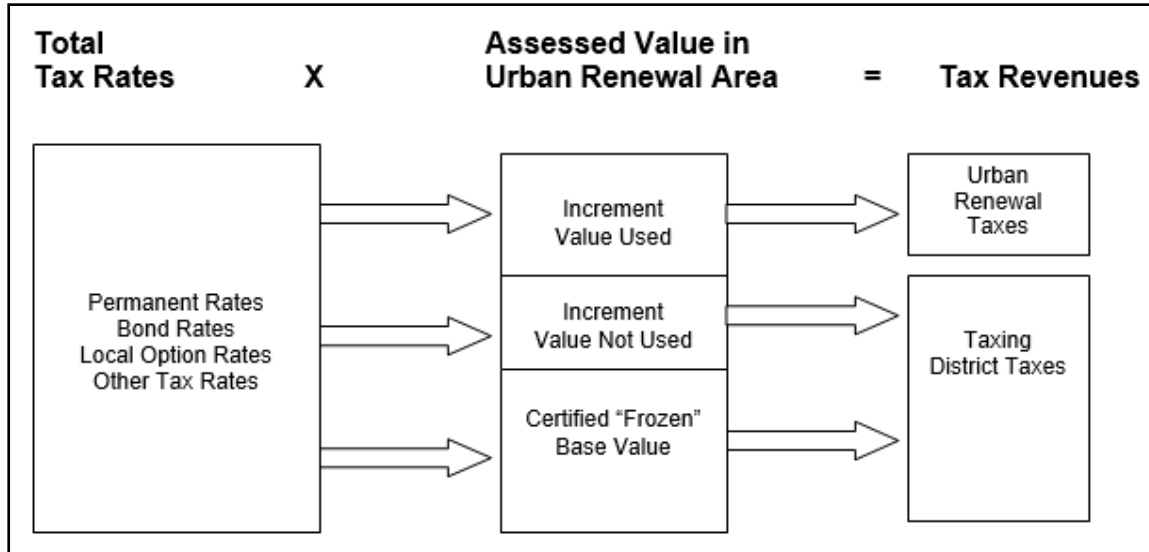 Total
Tax Rates X
Assessed Value in
Urban Renewal Area = Tax Revenues
Permanent Rates
Bond Rates
Local Option Rates
Other Tax Rates
Increment
Value Used
Increment
Value Not Used
Certified “Frozen”
Base Value
Urban
Renewal
Taxes
Taxing
District Taxes